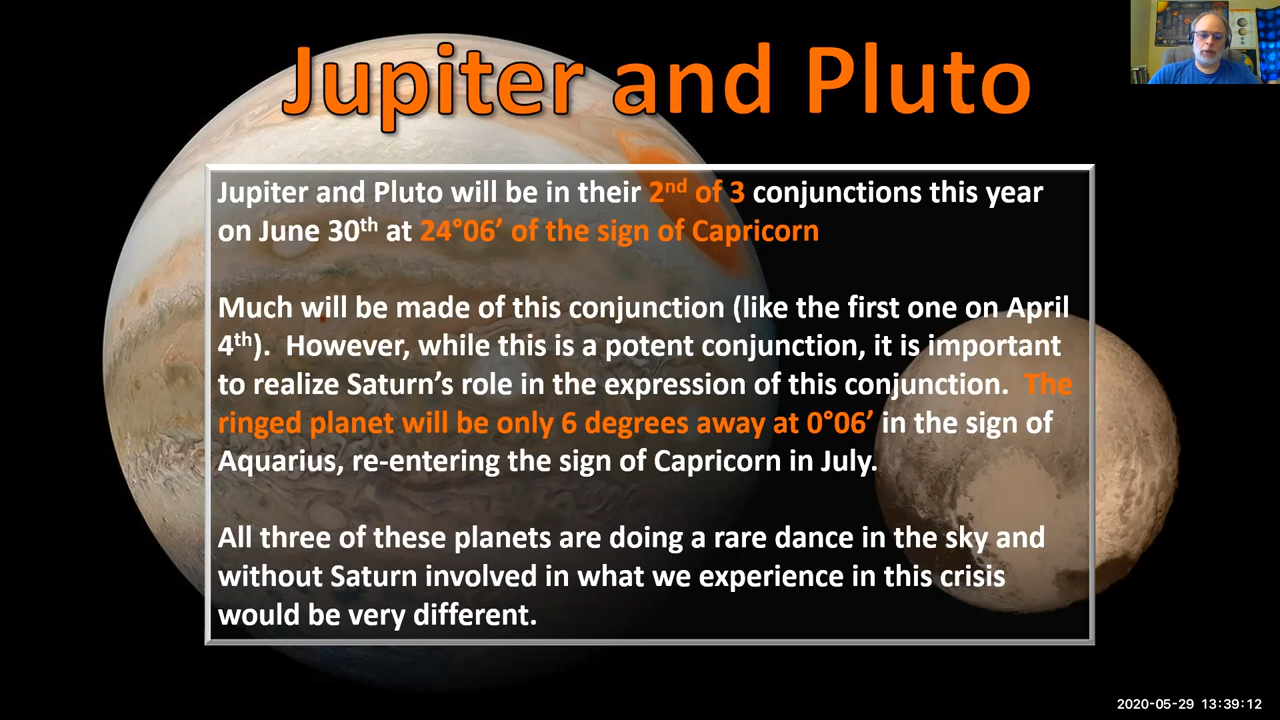 Jupiter and Pluto
Jupiter and Pluto will be in their 2nd of 3 conjunctions this year
on June 30th at 24°06’ of the sign of Capricorn
Much will be made of this conjunction (like the first one on April
4th).  However, while this is a potent conjunction, it is important
to realize Saturn’s role in the expression of this conjunction.  The
ringed planet will be only 6 degrees away at 0°06’ in the sign of
Aquarius, re-entering the sign of Capricorn in July.
All three of these planets are doing a rare dance in the sky and
without Saturn involved in what we experience in this crisis
would be very different.
2020-05-29 13:39:12